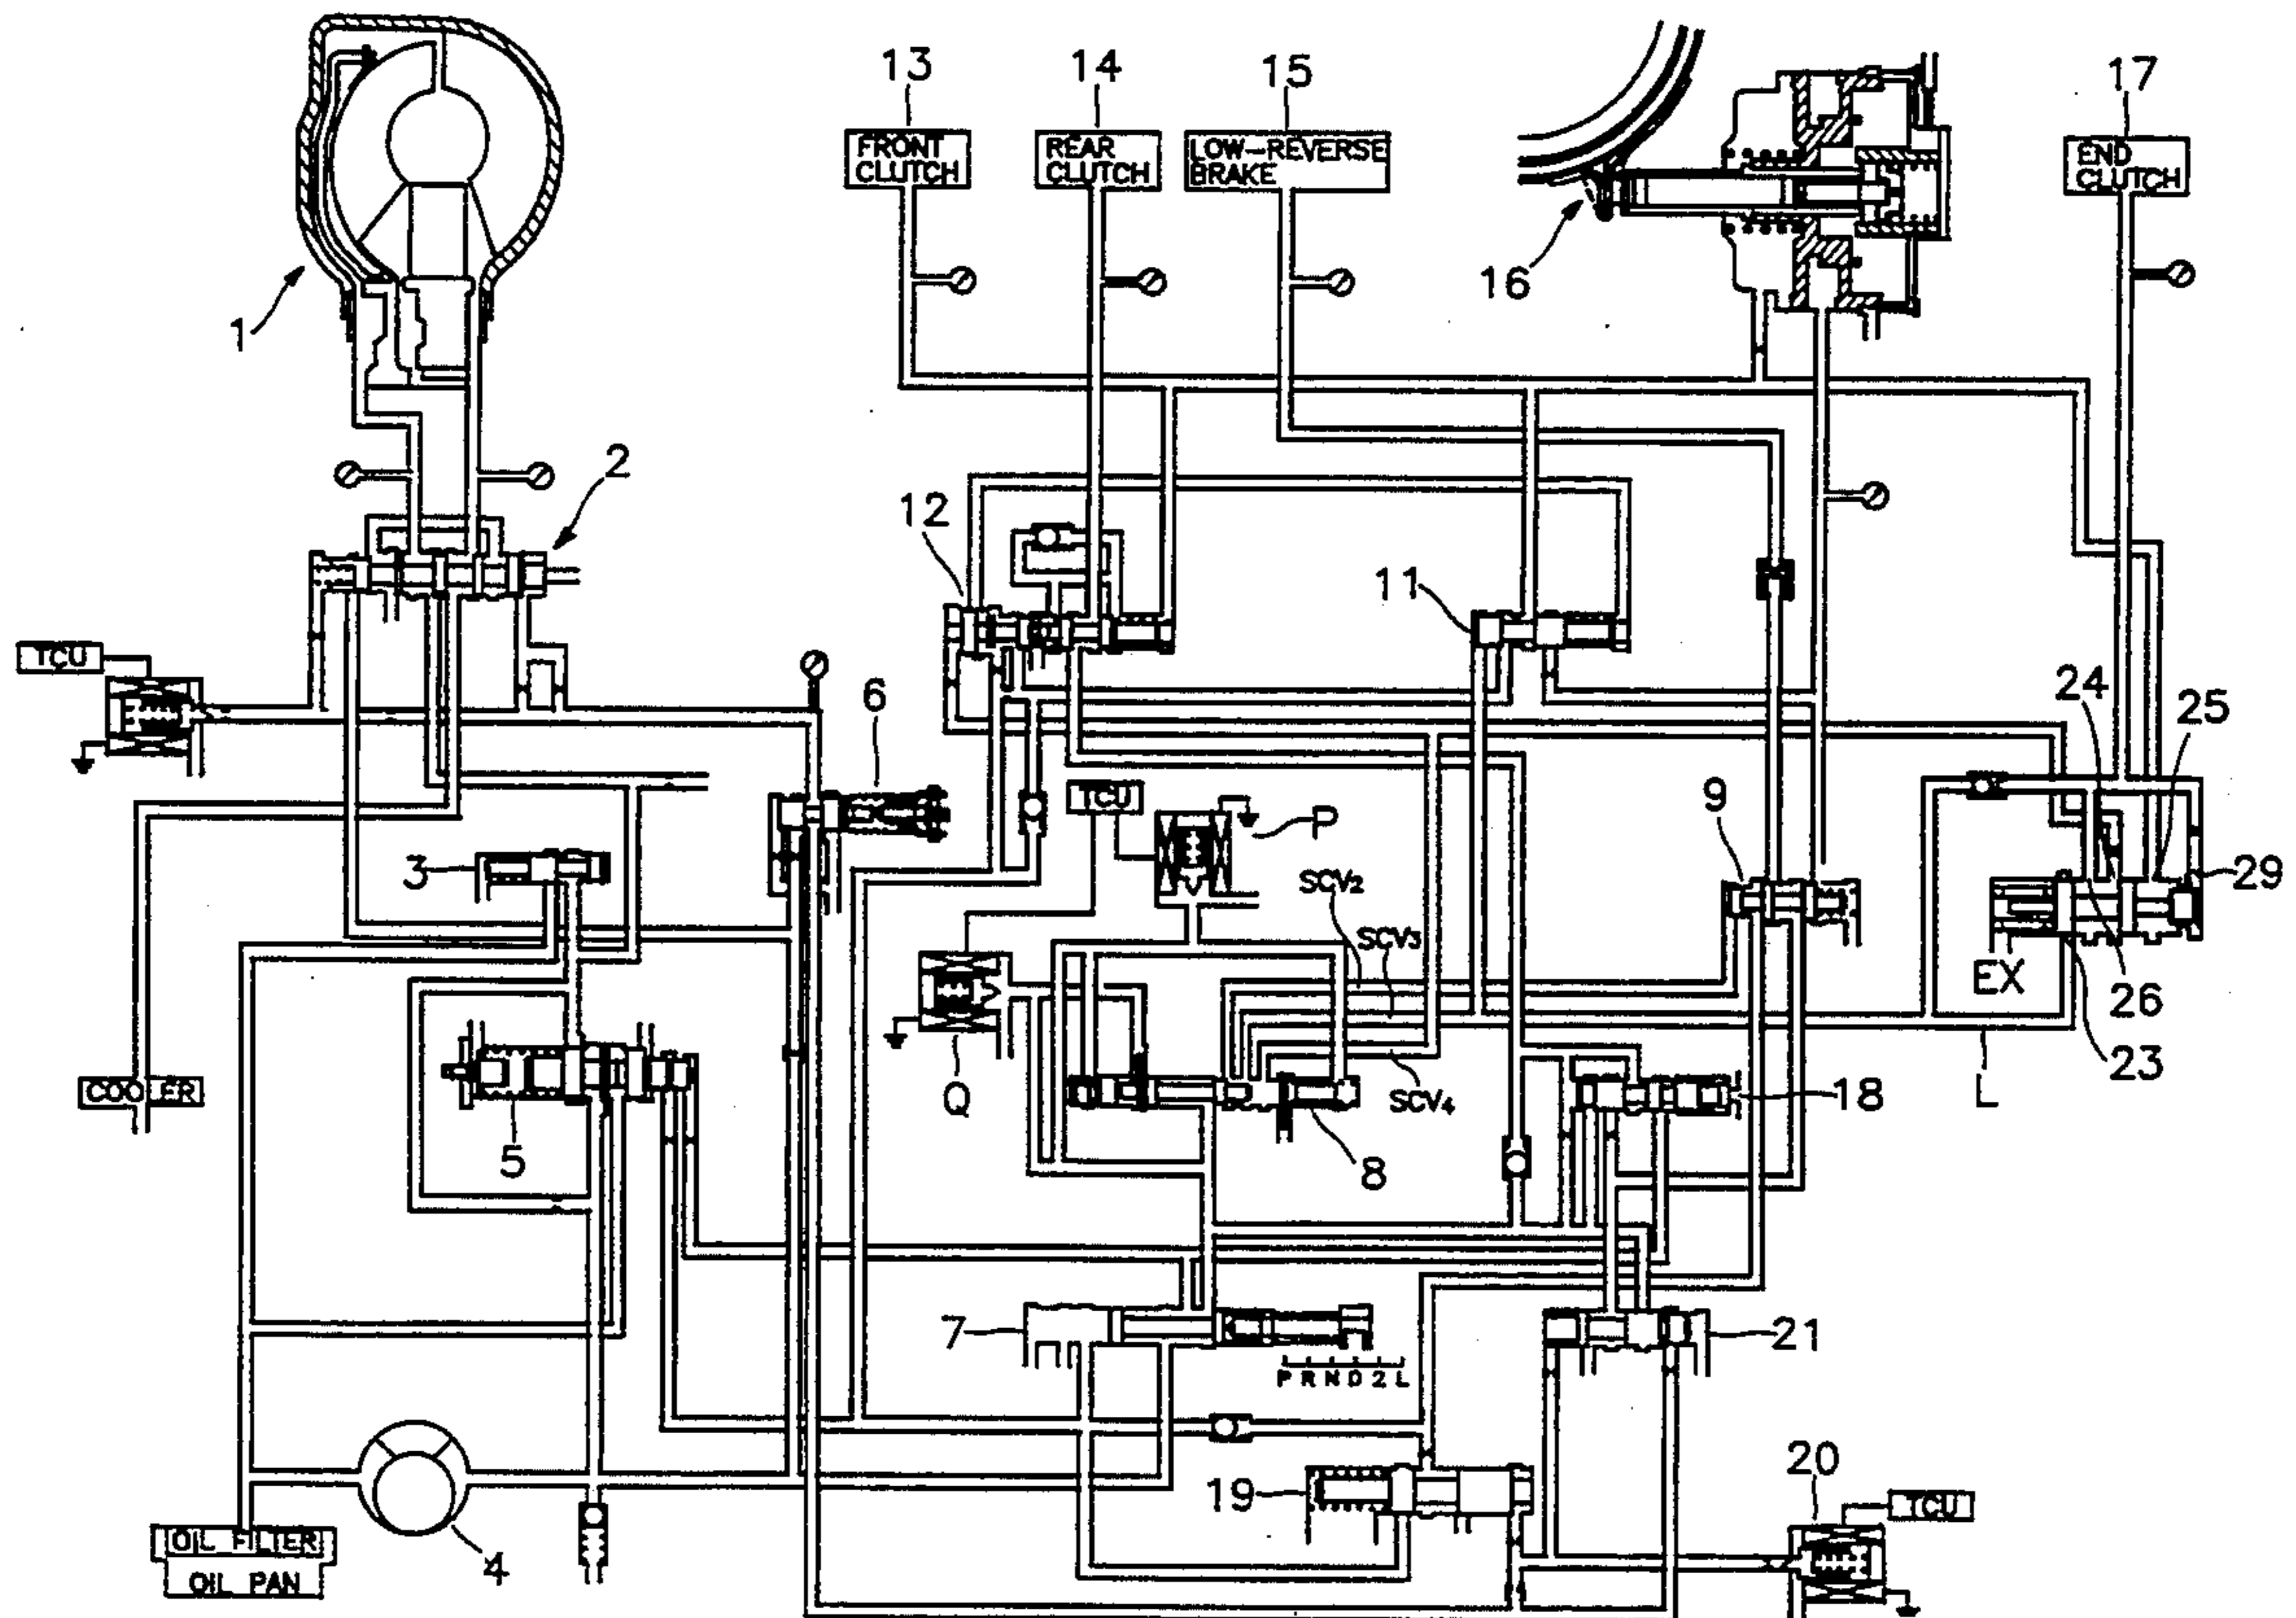 13
14
15
17
FRONT
CLUTCH
REAR
CLUTCH
LOW-REVERSE
BRAKE
END
CLUTCH
16
1
2
12
11
TCU
6
24
25
TCU
P
9
3
SCV2
29
SCV3
EX
26
COOLER
Q
SCV4
23
L
18
5
8
7
21
P R N D 2 L
20
19
TCU
4
OIL FILTER
OIL PAN